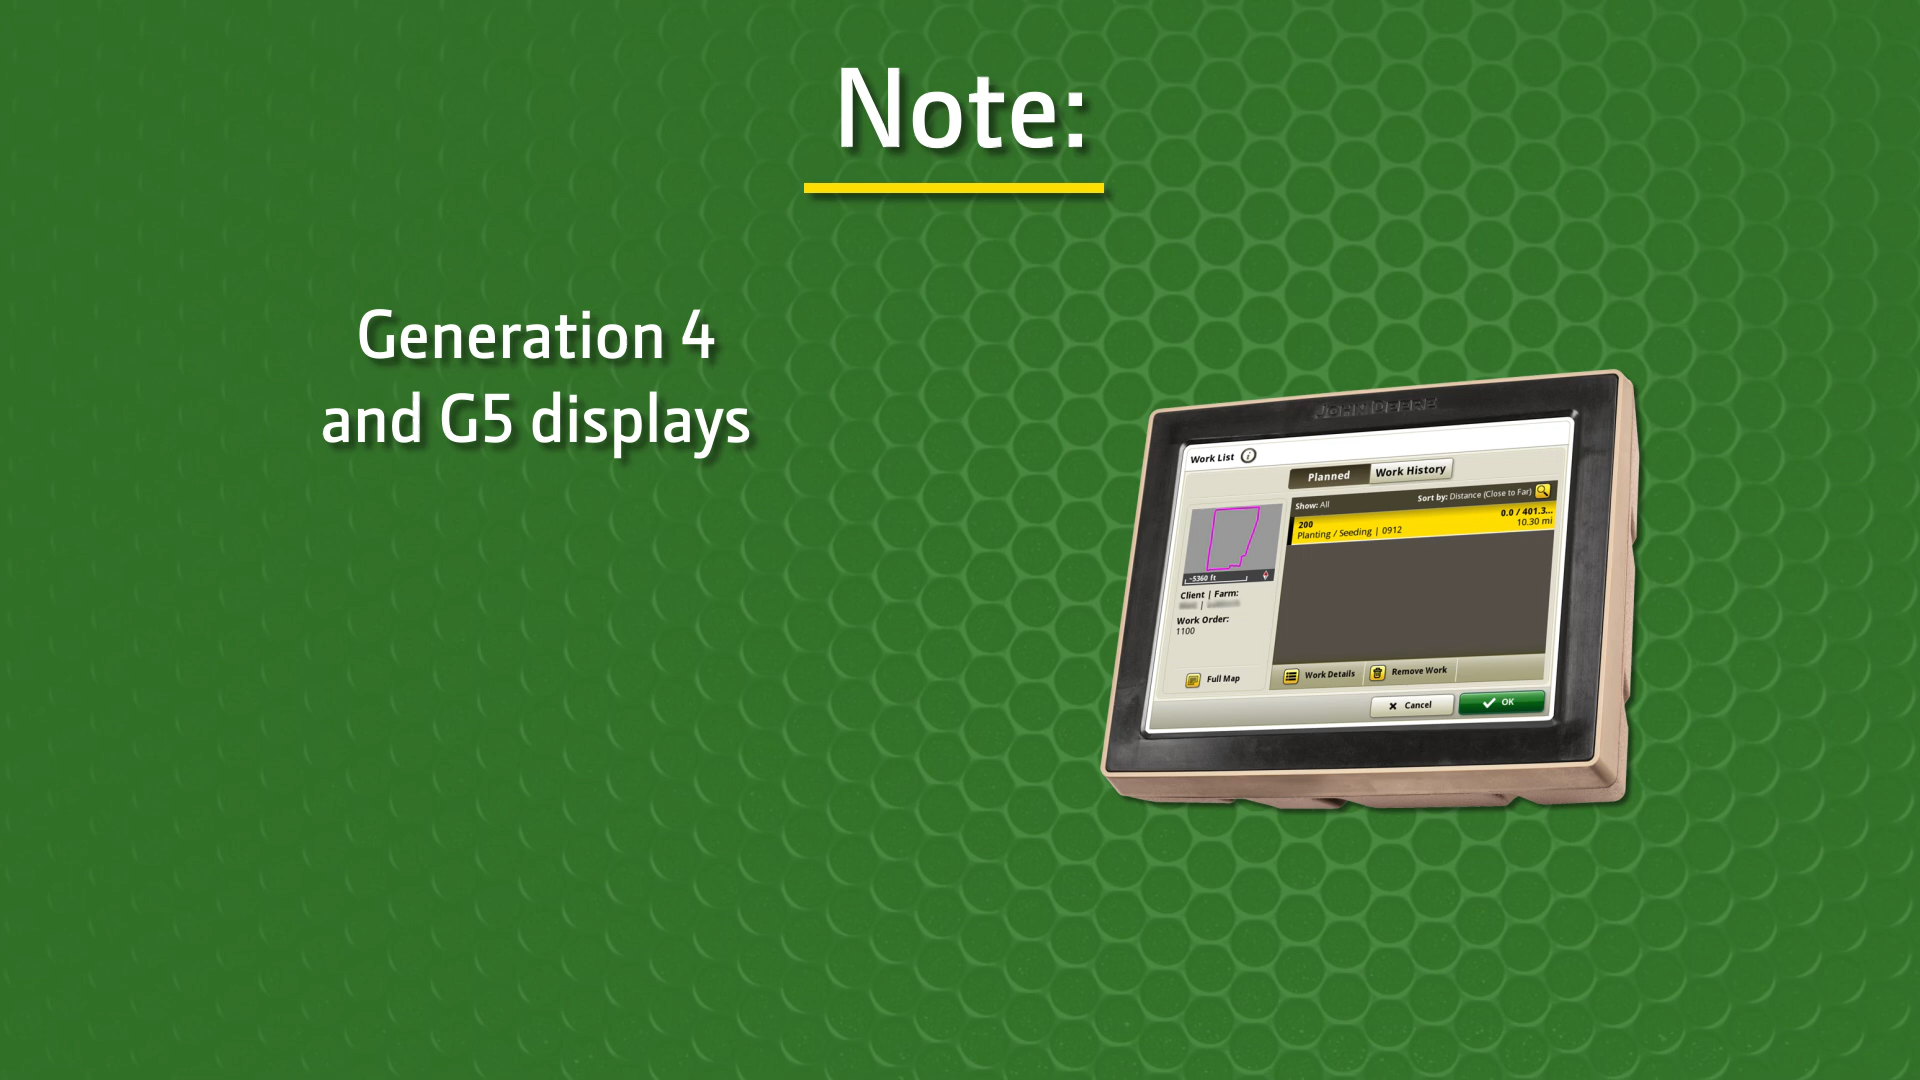 Note:
Generation 4
and G5 displays
JOHN DEERE
Work List
Planned
Work History
Show: All
Sort by: Distance (Close to Far)
200
0.0 / 401.3...
Planting / Seeding | 0912
10.30 mi
~5360 ft
Client | Farm:
|
Work Order:
1100
Full Map
Work Details
Remove Work
Cancel
OK